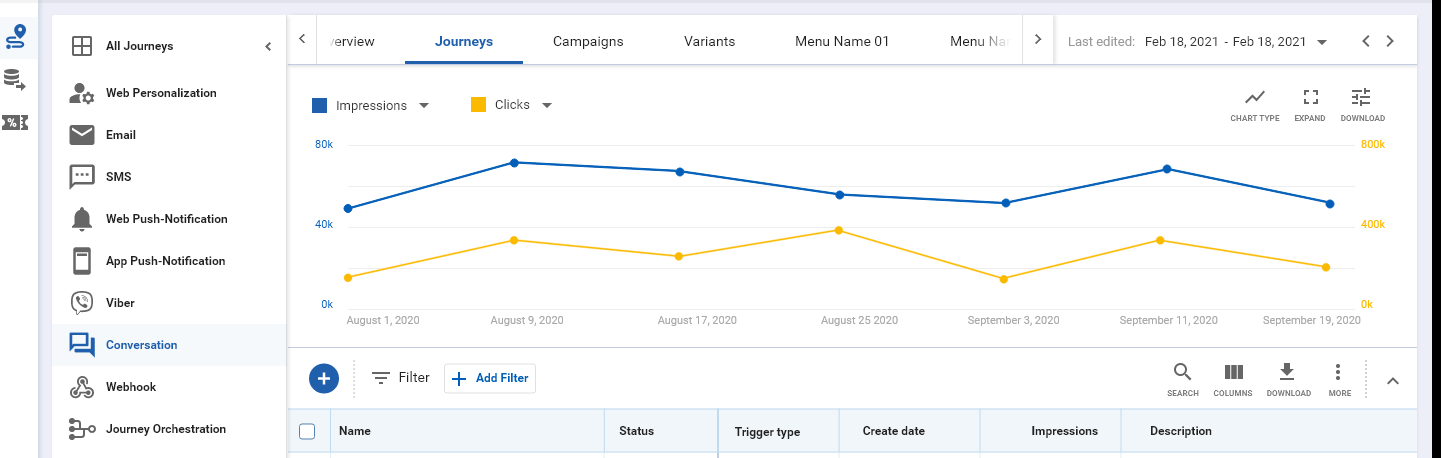 All Journeys
Web Personalization
Email
SMS
Web Push-Notification
App Push-Notification
Viber
Conversation
Webhook
Journey Orchestration
%
verview Journeys Campaigns Variants Menu Name 01 Menu Na
Last edited: Feb 18, 2021 - Feb 18, 2021
Impressions Clicks
CHART TYPE EXPAND DOWNLOAD
80k 800k
40k 400k
0k 0k
August 1, 2020 August 9, 2020 August 17, 2020 August 25 2020 September 3, 2020 September 11, 2020 September 19, 2020
Filter Add Filter
SEARCH COLUMNS DOWNLOAD MORE
Name Status Trigger type Create date Impressions Description